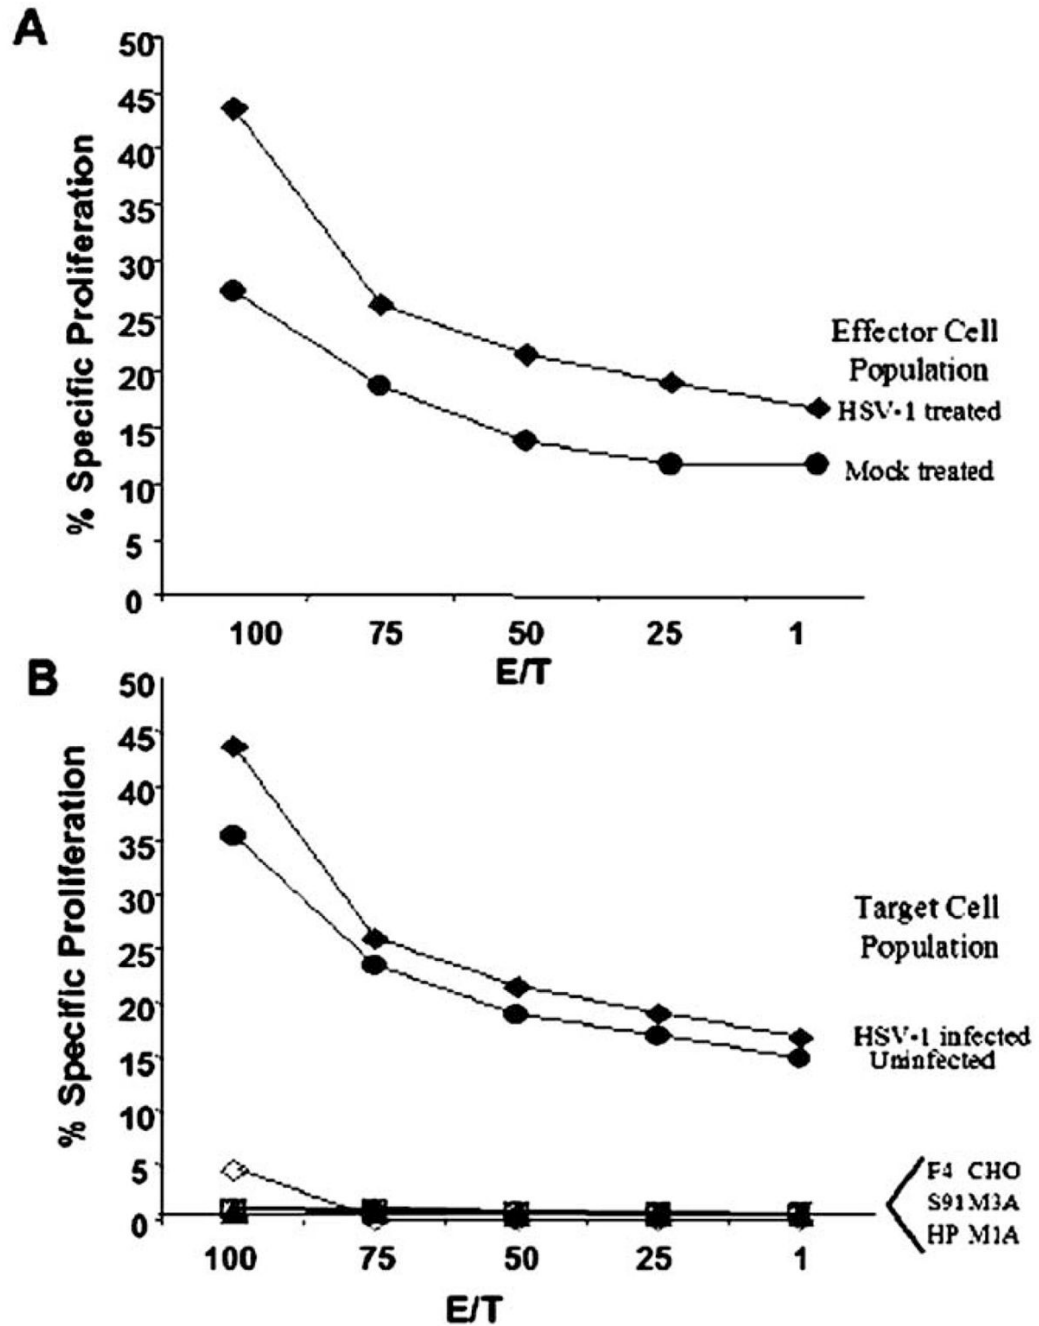 A
50
45
40
35
30
25
20
15
10
5
0
% Specific Proliferation
Effector Cell
Population
HSV-1 treated
Mock treated
100 75 50 25 1
E/T
B
50
45
40
35
30
25
20
15
10
5
0
% Specific Proliferation
Target Cell
Population
HSV-1 infected
Uninfected
F4 CHO
S91M3A
HP M1A
100 75 50 25 1
E/T